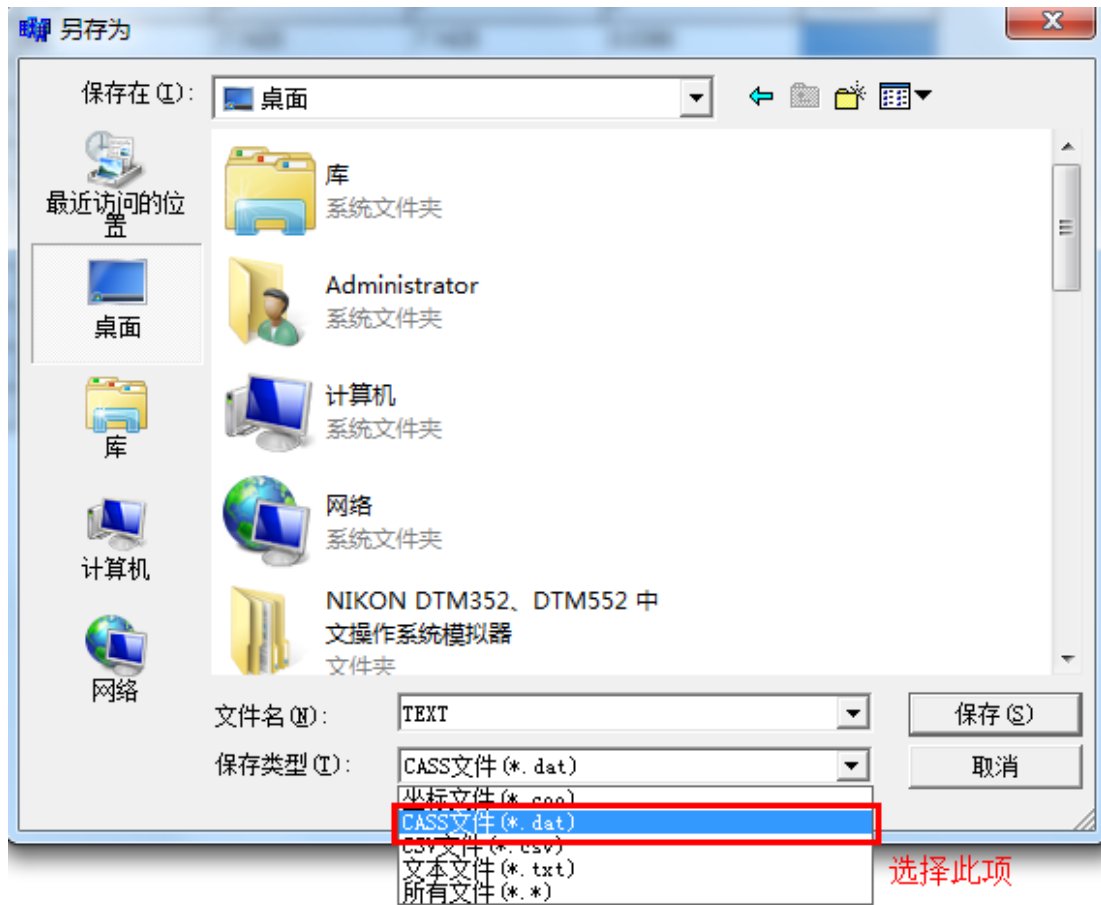 另存为
保存在(I):
桌面
最近访问的位
置
桌面
库
计算机
网络
库
系统文件夹
Administrator
系统文件夹
计算机
系统文件夹
网络
系统文件夹
NIKON DTM352、DTM552 中
文操作系统模拟器
文件夹
文件名(N):
TEXT
保存(S)
保存类型(T):
CASS文件(*.dat)
取消
坐标文件(*.coo)
CASS文件(*.dat)
CSV文件(*.csv)
文本文件(*.txt)
所有文件(*.*)
选择此项